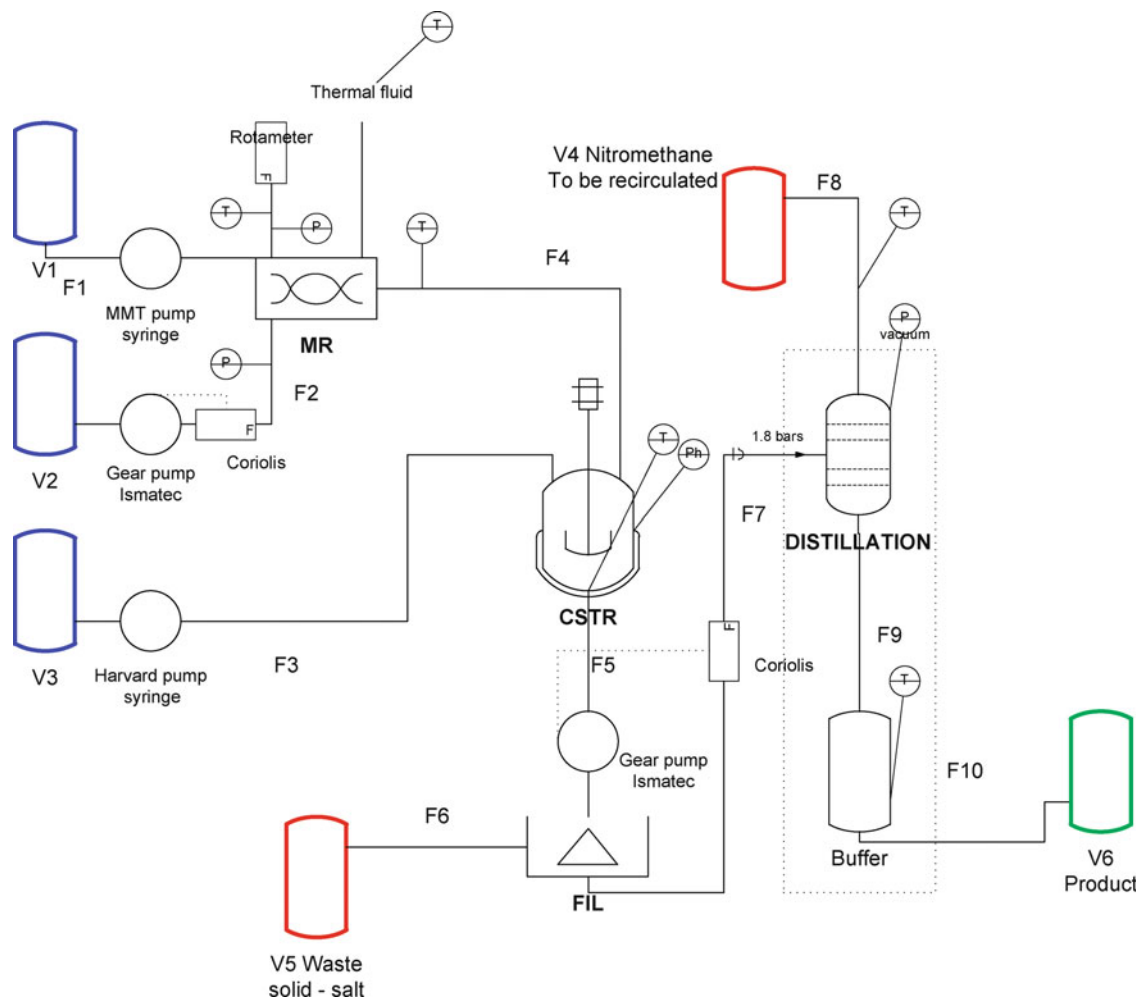 T
Thermal fluid
Rotameter
F
V4 Nitromethane
To be recirculated
F8
T
P
T
T
V1
F1
F4
MMT pump
syringe
MR
P
vacuum
P
F2
F
V2
Gear pump
Ismatec
Coriolis
T
Ph
1.8 bars
F7
DISTILLATION
CSTR
F
V3
Harvard pump
syringe
F3
F5
Coriolis
F9
T
Gear pump
Ismatec
F10
F6
FIL
Buffer
V6
Product
V5 Waste
solid - salt